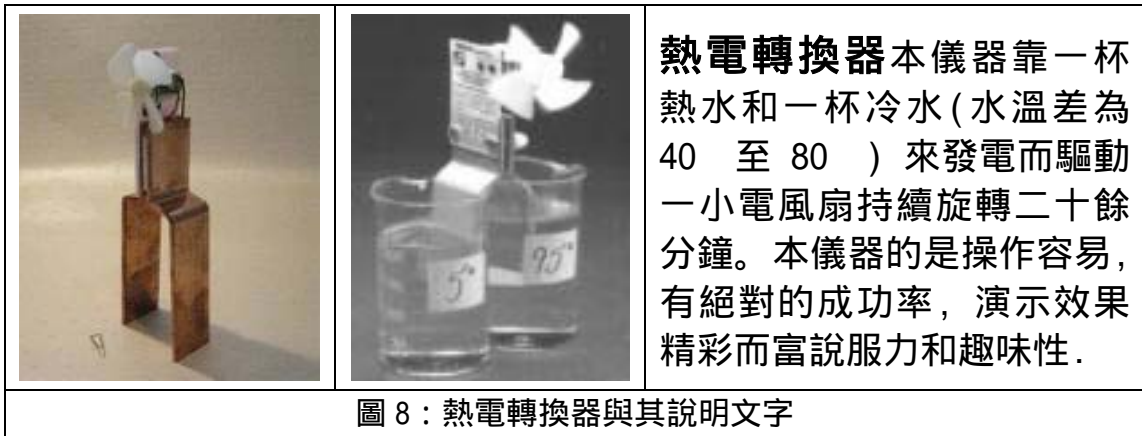 5°
95°
熱電轉換器本儀器靠一杯
熱水和一杯冷水(水溫差為
40 至 80 ) 來發電而驅動
一小電風扇持續旋轉二十餘
分鐘。本儀器的是操作容易,
有絕對的成功率, 演示效果
精彩而富說服力和趣味性.
圖 8：熱電轉換器與其說明文字